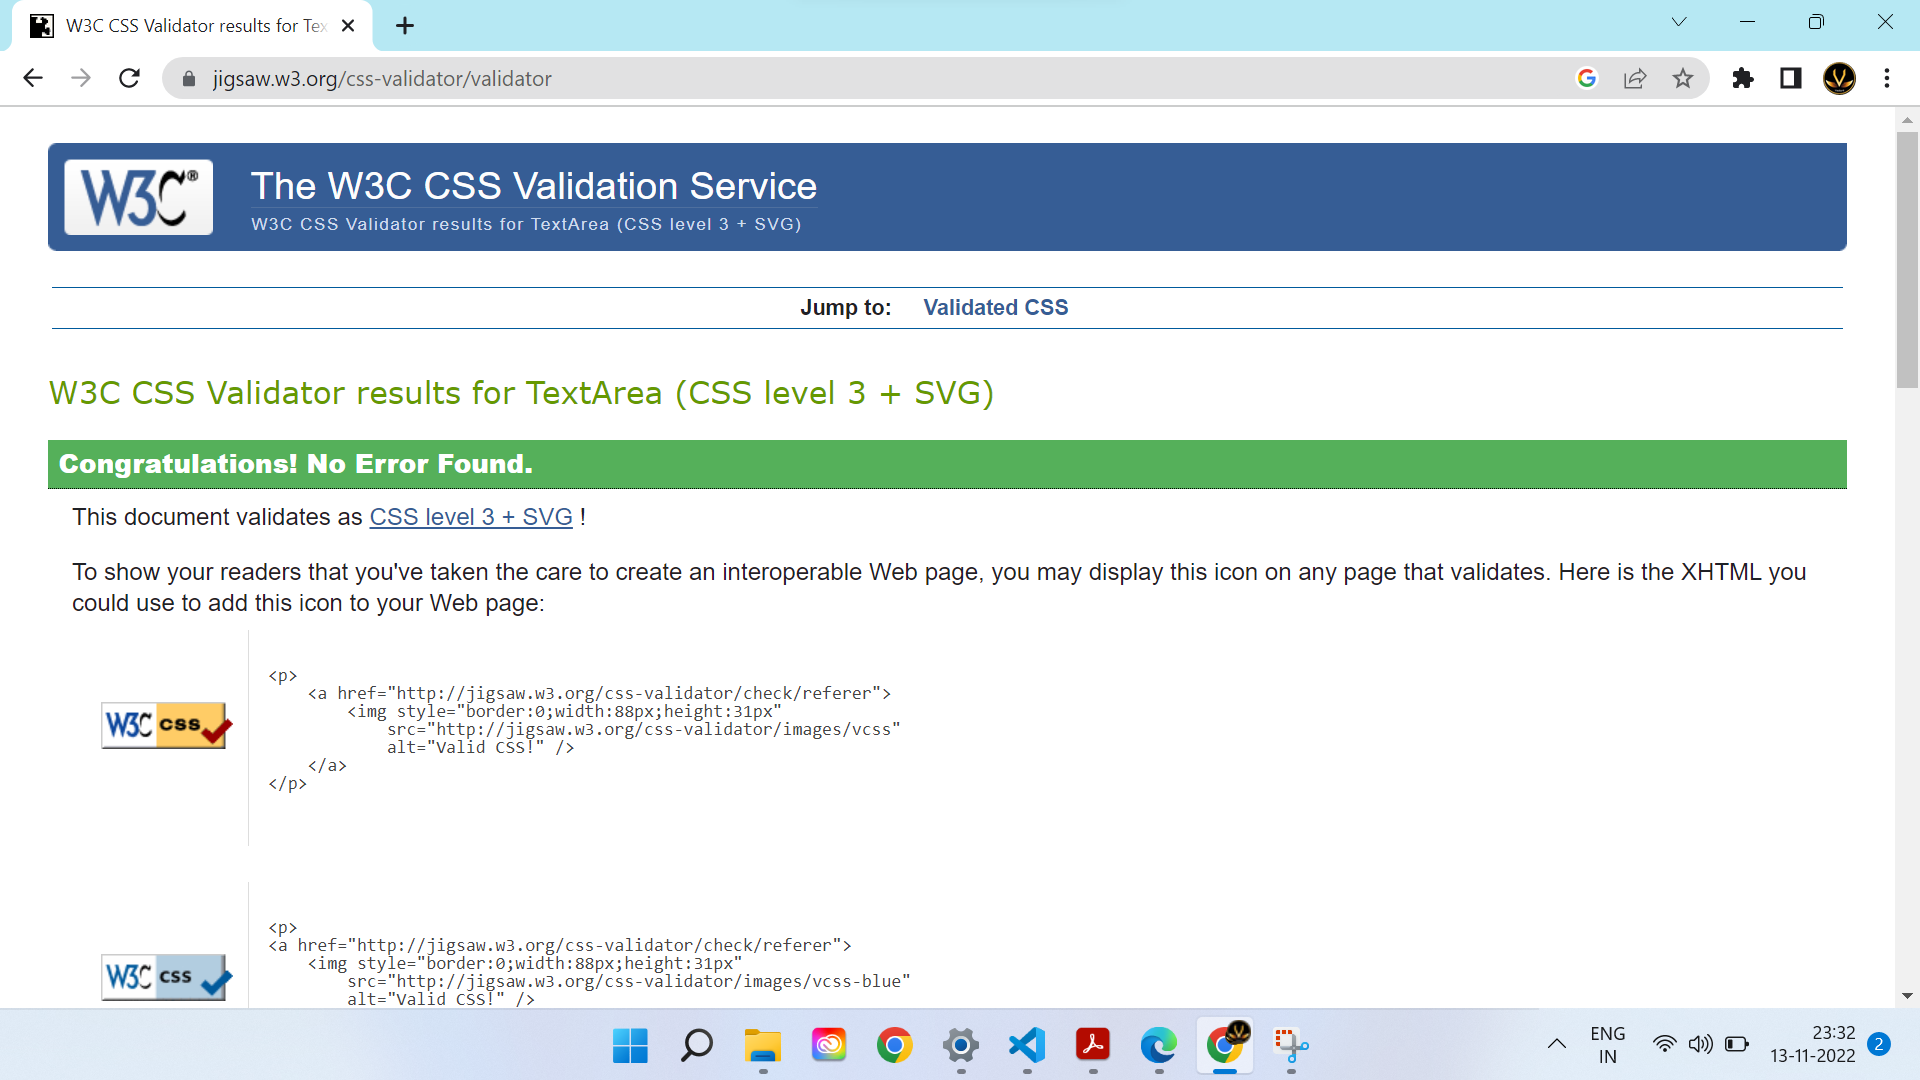 W3C CSS Validator results for Tex
jigsaw.w3.org/css-validator/validator
W3C®
The W3C CSS Validation Service
W3C CSS Validator results for TextArea (CSS level 3 + SVG)
Jump to: Validated CSS
W3C CSS Validator results for TextArea (CSS level 3 + SVG)
Congratulations! No Error Found.
This document validates as CSS level 3 + SVG !
To show your readers that you've taken the care to create an interoperable Web page, you may display this icon on any page that validates. Here is the XHTML you
could use to add this icon to your Web page:
W3C css
<p>
<a href="http://jigsaw.w3.org/css-validator/check/referer">
<img style="border:0;width:88px;height:31px"
src="http://jigsaw.w3.org/css-validator/images/vcss"
alt="Valid CSS!" />
</a>
</p>
W3C css
<p>
<a href="http://jigsaw.w3.org/css-validator/check/referer">
<img style="border:0;width:88px;height:31px"
src="http://jigsaw.w3.org/css-validator/images/vcss-blue"
alt="Valid CSS!" />
ENG
IN
23:32
13-11-2022
2